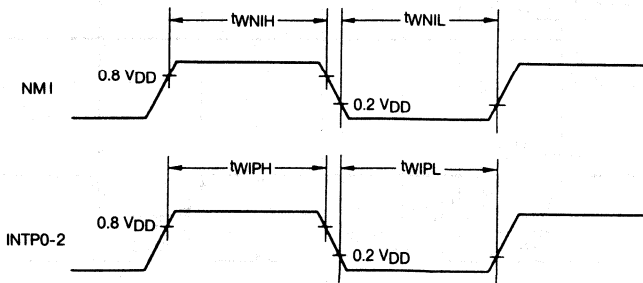 tWNIH tWNIL
0.8 VDD
NMI
0.2 VDD
tWIPH tWIPL
0.8 VDD
INTP0-2
0.2 VDD